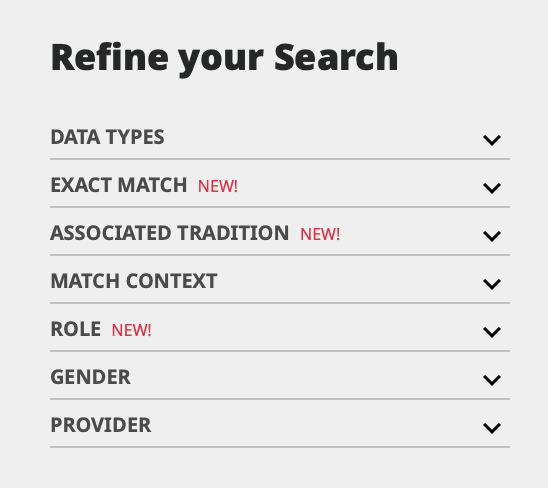 Refine your Search
DATA TYPES
EXACT MATCH NEW!
ASSOCIATED TRADITION NEW!
MATCH CONTEXT
ROLE NEW!
GENDER
PROVIDER